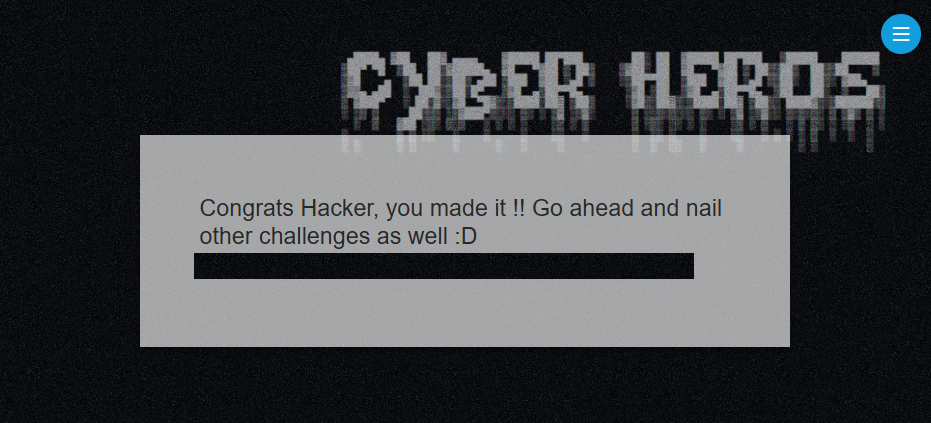 CYBER HEROS
Congrats Hacker, you made it !! Go ahead and nail
other challenges as well :D